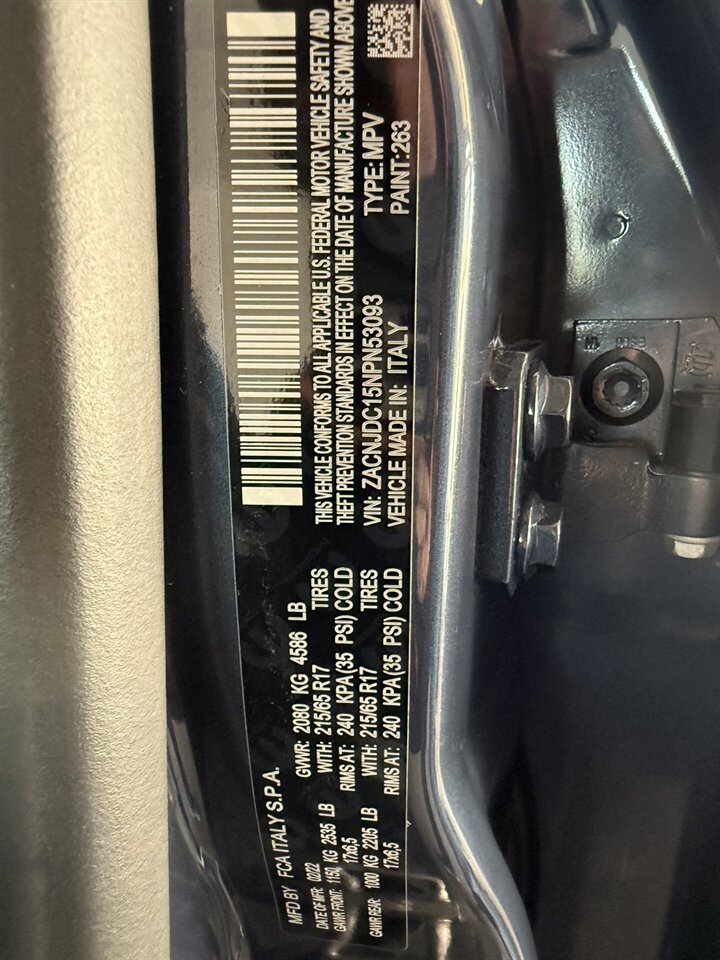 MFD BY FCA ITALY S.P.A.
DATE OF MFR: 02/22 GVWR: 2080 KG 4586 LB
GAWR FRONT: 1150 KG 2535 LB WITH: 215/65 R17 TIRES
17x6,5 RIMS AT: 240 KPA (35 PSI) COLD
GAWR REAR 1000 KG 2205 LB WITH: 215/65 R17 TIRES
17x6,5 RIMS AT: 240 KPA (35 PSI) COLD
THIS VEHICLE CONFORMS TO ALL APPLICABLE U.S. FEDERAL MOTOR VEHICLE SAFETY AND
THEFT PREVENTION STANDARDS IN EFFECT ON THE DATE OF MANUFACTURE SHOWN ABOVE
VIN: ZACNJDC15NPN53093 TYPE: MPV
VEHICLE MADE IN: ITALY PAINT: 263